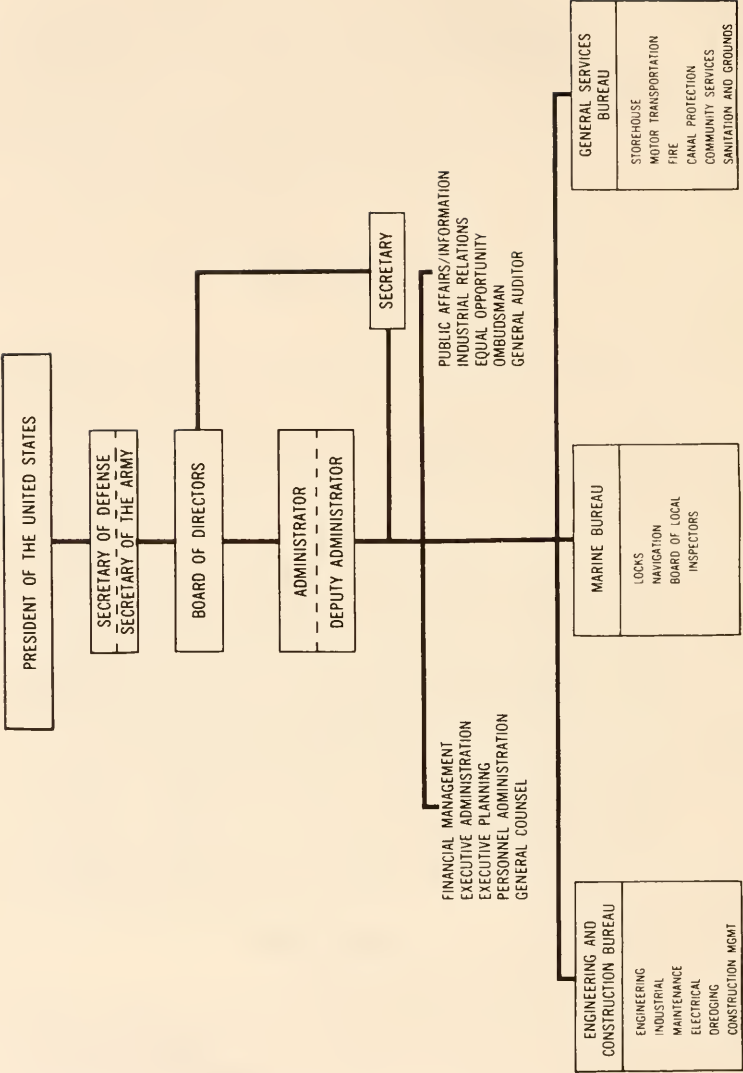 PRESIDENT OF THE UNITED STATES
SECRETARY OF DEFENSE
SECRETARY OF THE ARMY
BOARD OF DIRECTORS
ADMINISTRATOR
DEPUTY ADMINISTRATOR
SECRETARY
FINANCIAL MANAGEMENT
EXECUTIVE ADMINISTRATION
EXECUTIVE PLANNING
PERSONNEL ADMINISTRATION
GENERAL COUNSEL
PUBLIC AFFAIRS/INFORMATION
INDUSTRIAL RELATIONS
EQUAL OPPORTUNITY
OMBUDSMAN
GENERAL AUDITOR
ENGINEERING AND
CONSTRUCTION BUREAU
ENGINEERING
INDUSTRIAL
MAINTENANCE
ELECTRICAL
DREDGING
CONSTRUCTION MGMT
MARINE BUREAU
LOCKS
NAVIGATION
BOARD OF LOCAL
INSPECTORS
GENERAL SERVICES
BUREAU
STOREHOUSE
MOTOR TRANSPORTATION
FIRE
CANAL PROTECTION
COMMUNITY SERVICES
SANITATION AND GROUNDS